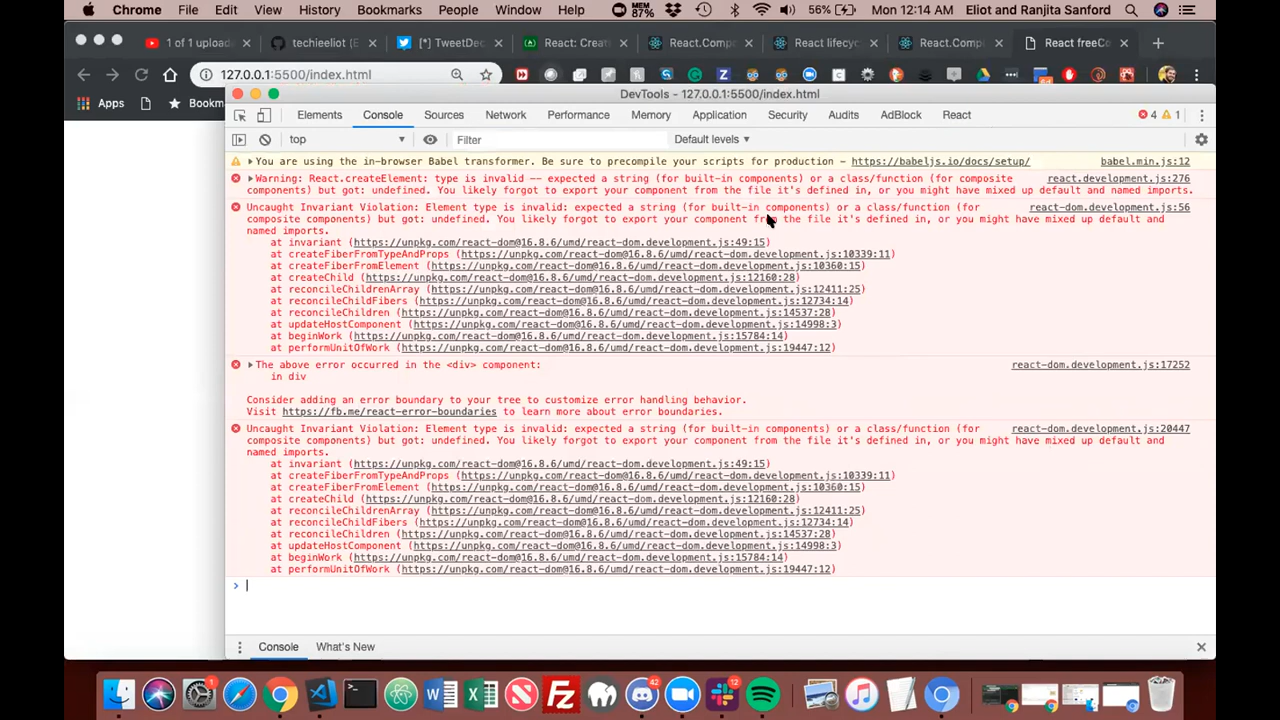 Chrome File Edit View History Bookmarks People Window Help MEM 87% 56% Mon 12:14 AM Eliot and Ranjita Sanford
1 of 1 uploa techieeliot (E [*] TweetDec React: Creat React.Compo React lifecyc React.Comp React freeCo
127.0.0.1:5500/index.html
Apps Bookm
DevTools - 127.0.0.1:5500/index.html
Elements Console Sources Network Performance Memory Application Security Audits AdBlock React 4 1
top Filter Default levels
You are using the in-browser Babel transformer. Be sure to precompile your scripts for production – https://babeljs.io/docs/setup/ babel.min.js:12
Warning: React.createElement: type is invalid -- expected a string (for built-in components) or a class/function (for composite react.development.js:276
components) but got: undefined. You likely forgot to export your component from the file it's defined in, or you might have mixed up default and named imports.
Uncaught Invariant Violation: Element type is invalid: expected a string (for built-in components) or a class/function (for react-dom.development.js:56
composite components) but got: undefined. You likely forgot to export your component from the file it's defined in, or you might have mixed up default and
named imports.
at invariant (https://unpkg.com/react-dom@16.8.6/umd/react-dom.development.js:49:15)
at createFiberFromTypeAndProps (https://unpkg.com/react-dom@16.8.6/umd/react-dom.development.js:10339:11)
at createFiberFromElement (https://unpkg.com/react-dom@16.8.6/umd/react-dom.development.js:10360:15)
at createChild (https://unpkg.com/react-dom@16.8.6/umd/react-dom.development.js:12160:28)
at reconcileChildrenArray (https://unpkg.com/react-dom@16.8.6/umd/react-dom.development.js:12411:25)
at reconcileChildFibers (https://unpkg.com/react-dom@16.8.6/umd/react-dom.development.js:12734:14)
at reconcileChildren (https://unpkg.com/react-dom@16.8.6/umd/react-dom.development.js:14537:28)
at updateHostComponent (https://unpkg.com/react-dom@16.8.6/umd/react-dom.development.js:14998:3)
at beginWork (https://unpkg.com/react-dom@16.8.6/umd/react-dom.development.js:15784:14)
at performUnitOfWork (https://unpkg.com/react-dom@16.8.6/umd/react-dom.development.js:19447:12)
The above error occurred in the <div> component: react-dom.development.js:17252
in div
Consider adding an error boundary to your tree to customize error handling behavior.
Visit https://fb.me/react-error-boundaries to learn more about error boundaries.
Uncaught Invariant Violation: Element type is invalid: expected a string (for built-in components) or a class/function (for react-dom.development.js:20447
composite components) but got: undefined. You likely forgot to export your component from the file it's defined in, or you might have mixed up default and
named imports.
at invariant (https://unpkg.com/react-dom@16.8.6/umd/react-dom.development.js:49:15)
at createFiberFromTypeAndProps (https://unpkg.com/react-dom@16.8.6/umd/react-dom.development.js:10339:11)
at createFiberFromElement (https://unpkg.com/react-dom@16.8.6/umd/react-dom.development.js:10360:15)
at createChild (https://unpkg.com/react-dom@16.8.6/umd/react-dom.development.js:12160:28)
at reconcileChildrenArray (https://unpkg.com/react-dom@16.8.6/umd/react-dom.development.js:12411:25)
at reconcileChildFibers (https://unpkg.com/react-dom@16.8.6/umd/react-dom.development.js:12734:14)
at reconcileChildren (https://unpkg.com/react-dom@16.8.6/umd/react-dom.development.js:14537:28)
at updateHostComponent (https://unpkg.com/react-dom@16.8.6/umd/react-dom.development.js:14998:3)
at beginWork (https://unpkg.com/react-dom@16.8.6/umd/react-dom.development.js:15784:14)
at performUnitOfWork (https://unpkg.com/react-dom@16.8.6/umd/react-dom.development.js:19447:12)
Console What's New